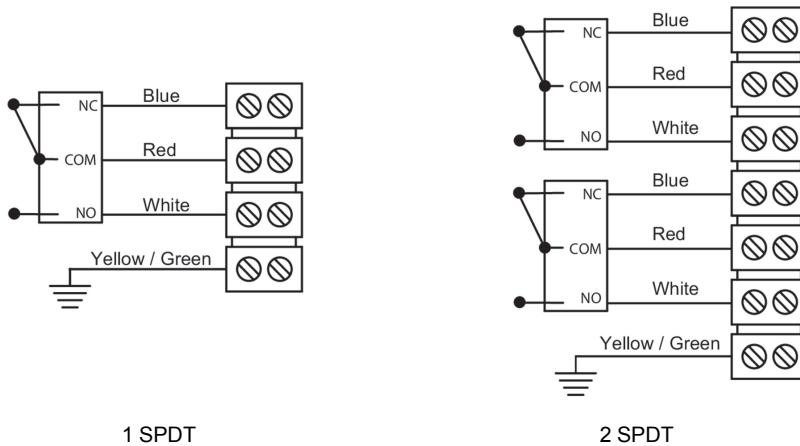 NC
Blue
COM
Red
NO
White
Yellow / Green
1 SPDT
NC
Blue
COM
Red
NO
White
NC
Blue
COM
Red
NO
White
Yellow / Green
2 SPDT